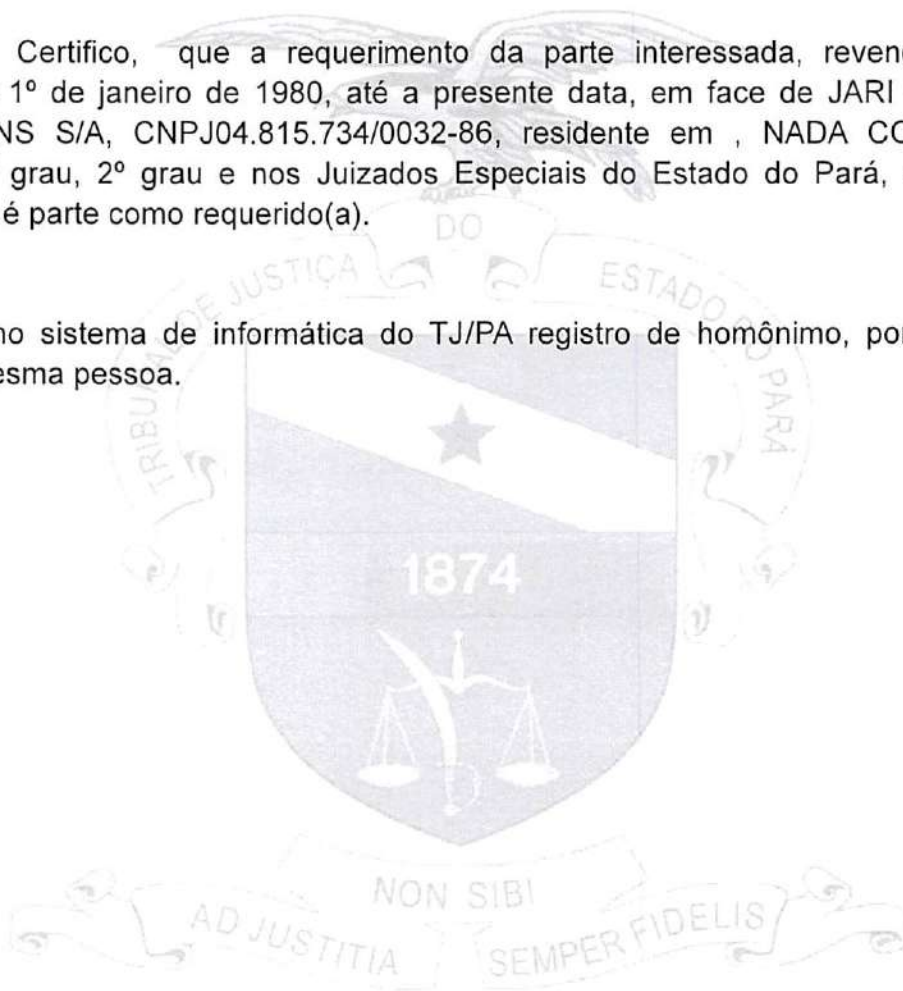 Certifico, que a requerimento da parte interessada, reven
1º de janeiro de 1980, até a presente data, em face de JARI
NS S/A, CNPJ04.815.734/0032-86, residente em , NADA CO
grau, 2º grau e nos Juizados Especiais do Estado do Pará,
é parte como requerido(a).
TRIBUNAL DE JUSTIÇA DO ESTADO DO PARÁ
no sistema de informática do TJ/PA registro de homônimo, por
esma pessoa.
1874
NON SIBI
AD JUSTITIA SEMPER FIDELIS